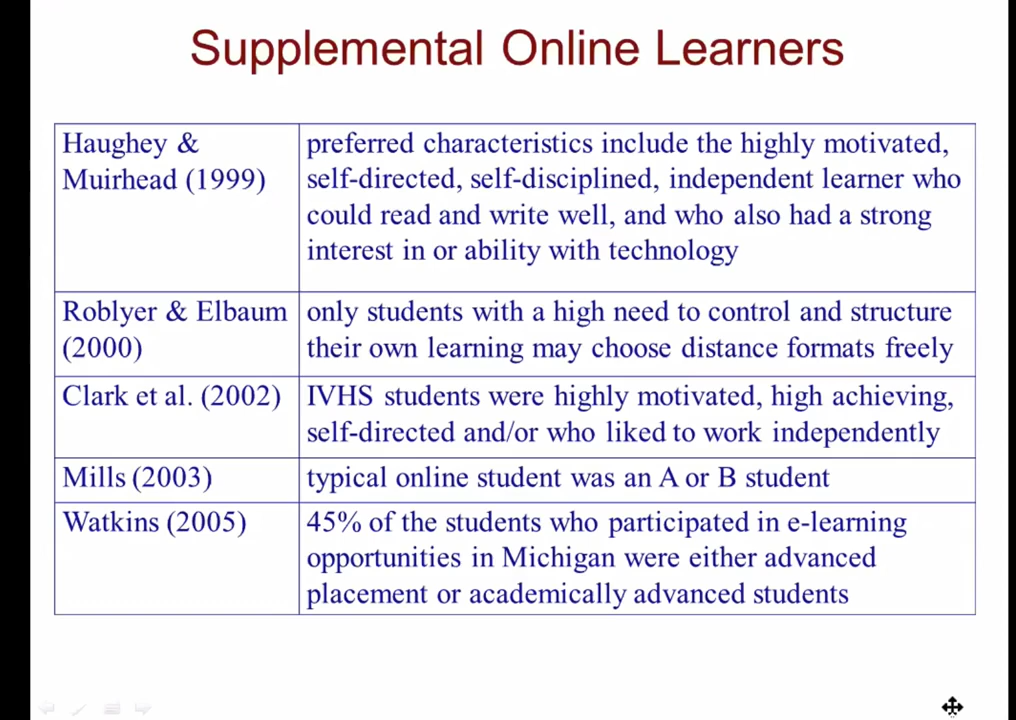 Supplemental Online Learners
Haughey &
Muirhead (1999)
preferred characteristics include the highly motivated,
self-directed, self-disciplined, independent learner who
could read and write well, and who also had a strong
interest in or ability with technology
Roblyer & Elbaum
(2000)
only students with a high need to control and structure
their own learning may choose distance formats freely
Clark et al. (2002)
IVHS students were highly motivated, high achieving,
self-directed and/or who liked to work independently
Mills (2003)
typical online student was an A or B student
Watkins (2005)
45% of the students who participated in e-learning
opportunities in Michigan were either advanced
placement or academically advanced students